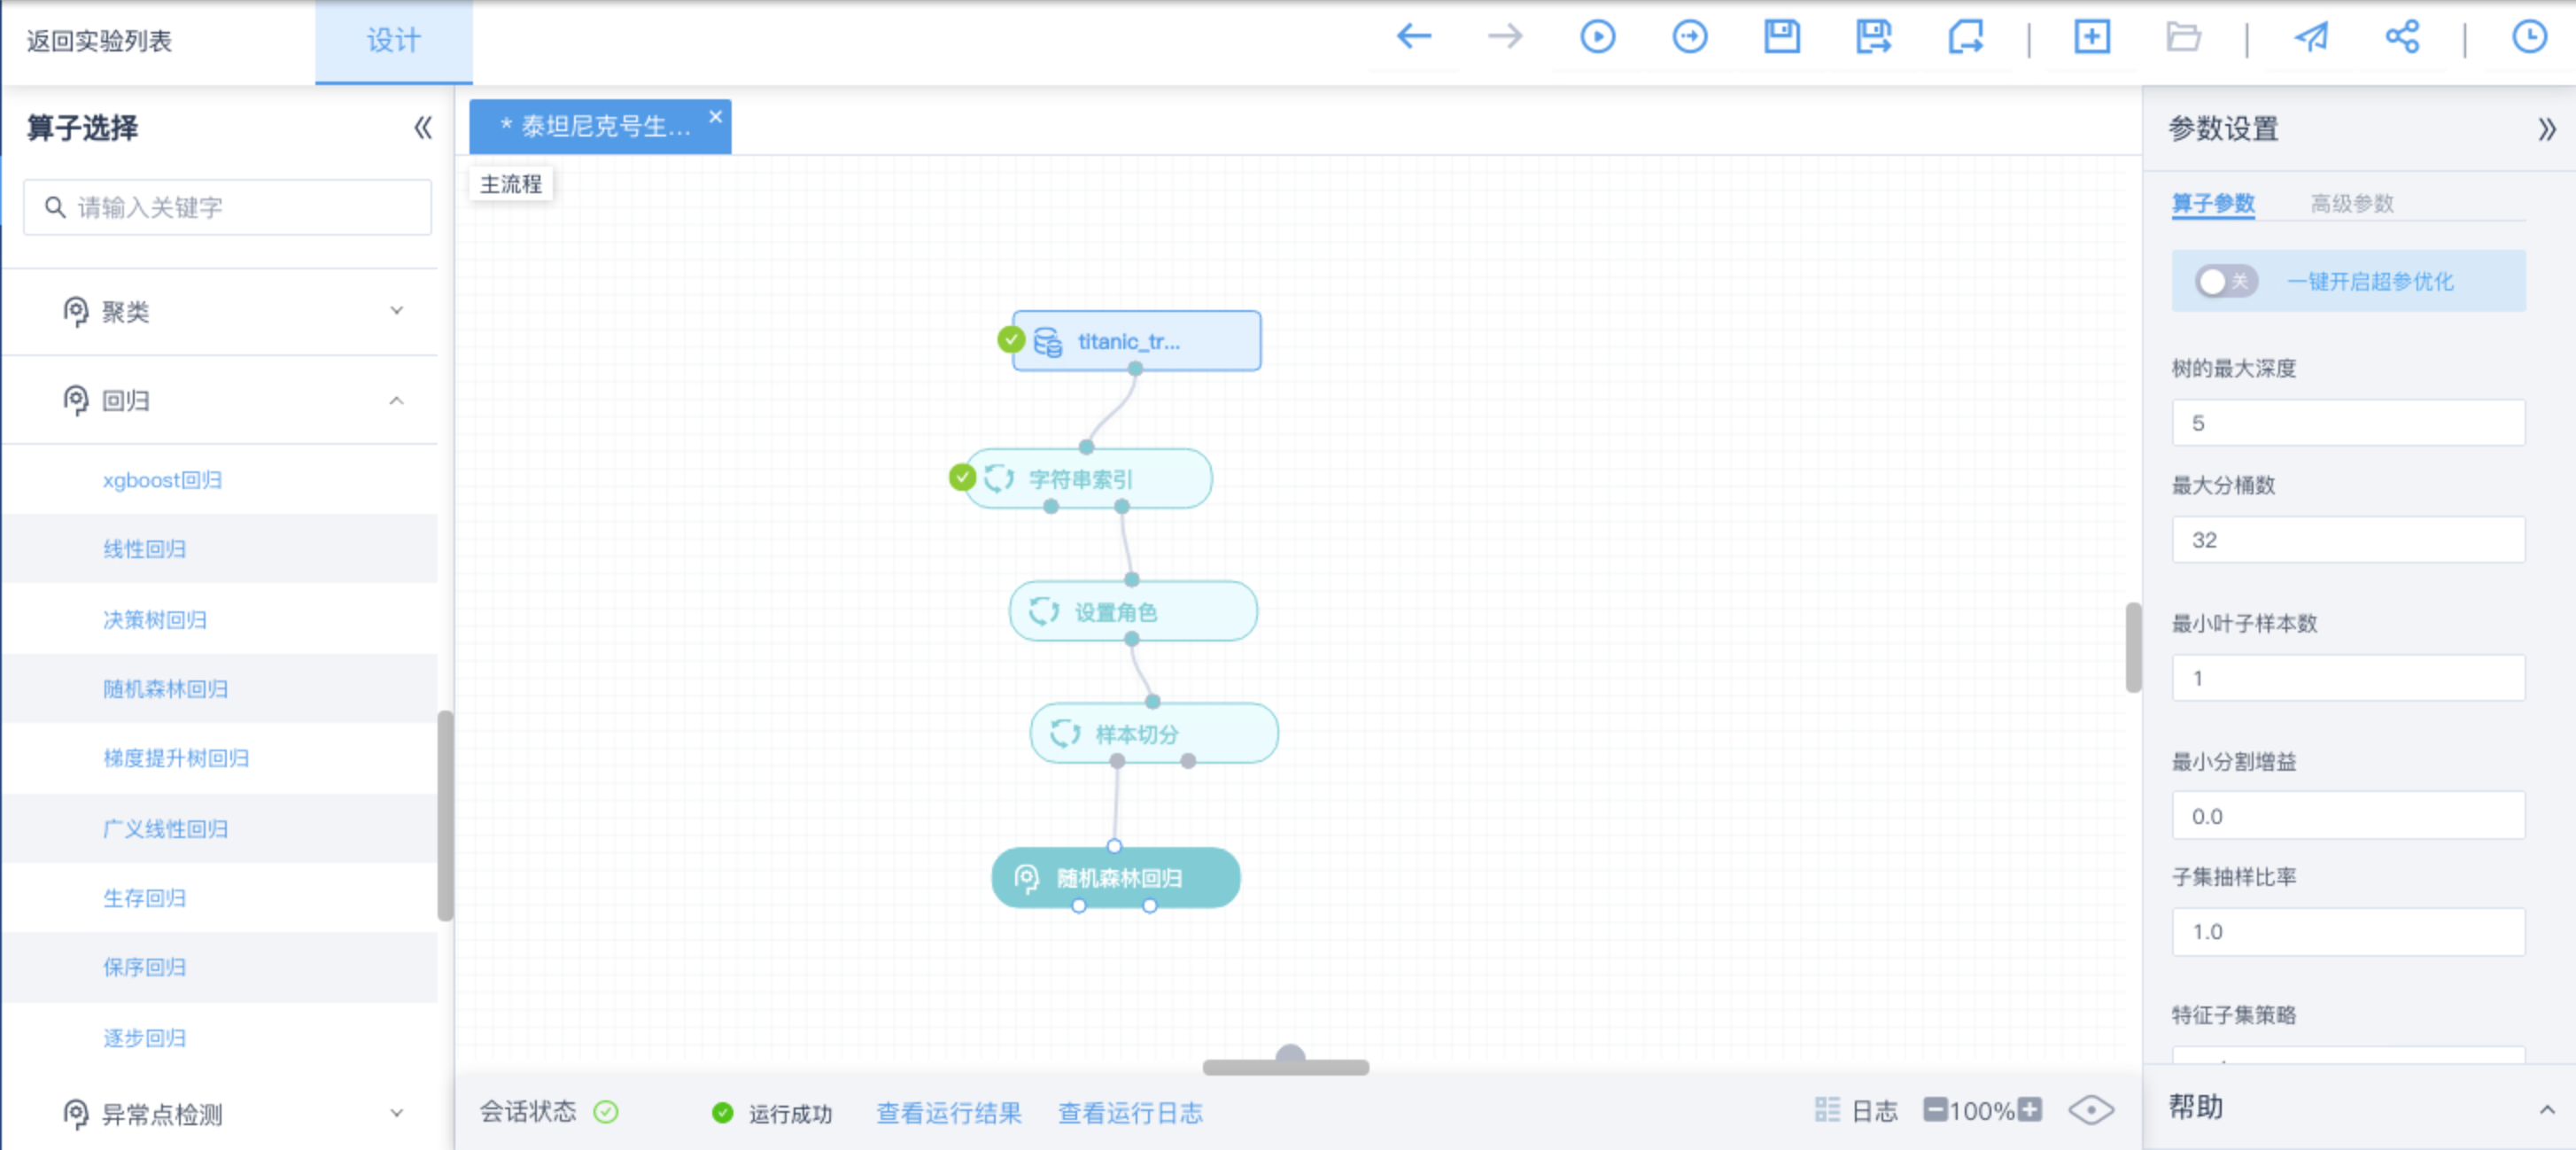 返回实验列表
设计
算子选择
请输入关键字
聚类
回归
xgboost回归
线性回归
决策树回归
随机森林回归
梯度提升树回归
广义线性回归
生存回归
保序回归
逐步回归
异常点检测
* 泰坦尼克号生...
主流程
titanic_tr...
字符串索引
设置角色
样本切分
随机森林回归
会话状态
运行成功
查看运行结果
查看运行日志
日志
100%
参数设置
算子参数
高级参数
关
一键开启超参优化
树的最大深度
5
最大分桶数
32
最小叶子样本数
1
最小分割增益
0.0
子集抽样比率
1.0
特征子集策略
帮助